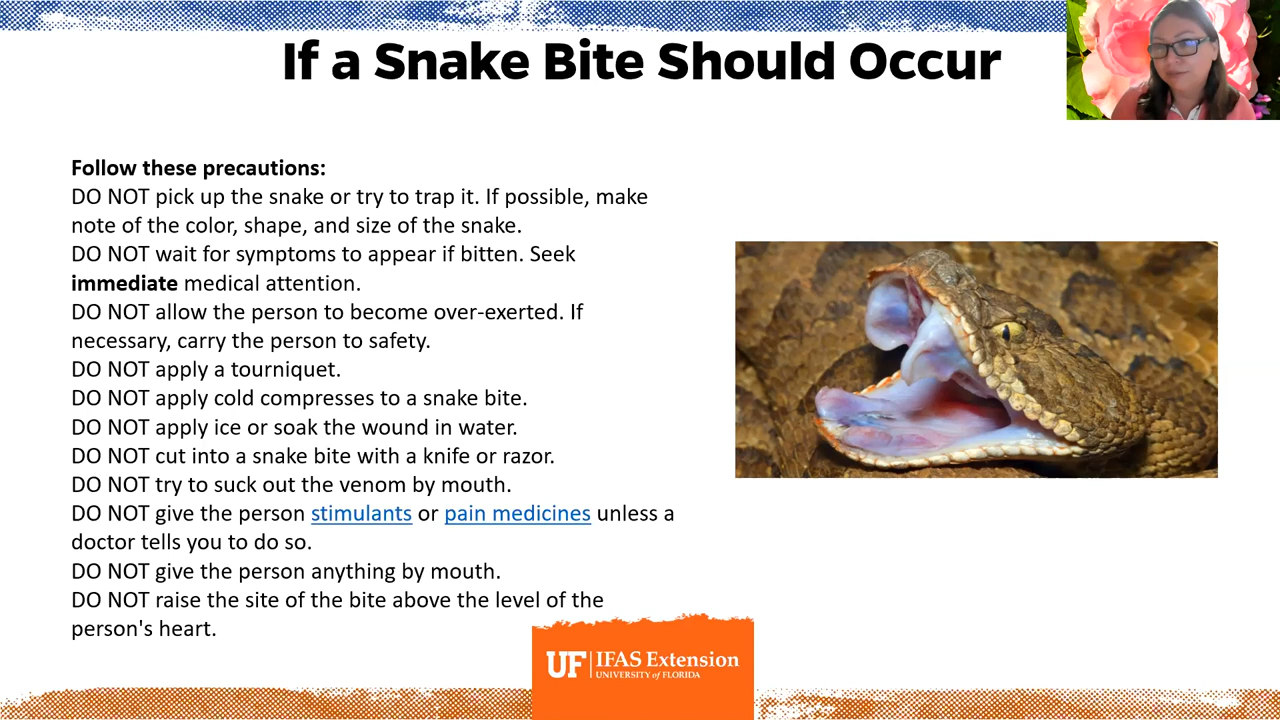 If a Snake Bite Should Occur
Follow these precautions:
DO NOT pick up the snake or try to trap it. If possible, make
note of the color, shape, and size of the snake.
DO NOT wait for symptoms to appear if bitten. Seek
immediate medical attention.
DO NOT allow the person to become over-exerted. If
necessary, carry the person to safety.
DO NOT apply a tourniquet.
DO NOT apply cold compresses to a snake bite.
DO NOT apply ice or soak the wound in water.
DO NOT cut into a snake bite with a knife or razor.
DO NOT try to suck out the venom by mouth.
DO NOT give the person stimulants or pain medicines unless a
doctor tells you to do so.
DO NOT give the person anything by mouth.
DO NOT raise the site of the bite above the level of the
person's heart.
UF IFAS Extension
UNIVERSITY of FLORIDA